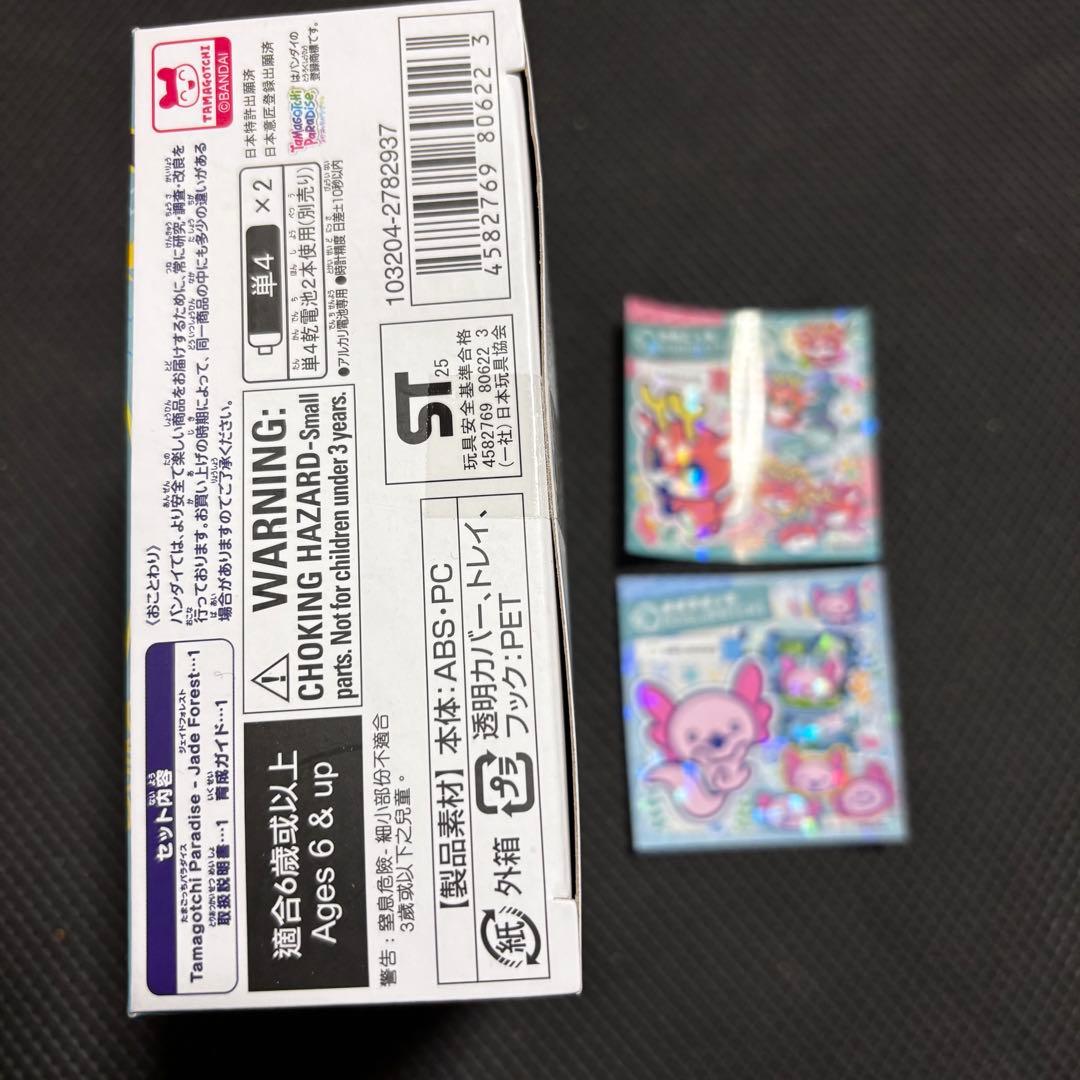 セット内容
Tamagotchi Paradise - Jade Forest…1
取扱説明書…1 育成ガイド…1
〈おことわり〉
バンダイでは、より安全で楽しい商品をお届けするために、常に研究・調査・改良を
行っております。お買い上げの時期によって、同一商品の中にも多少の違いがある
場合がありますのでご了承ください。
TAMAGOTCHI
©BANDAI
適合6歲或以上
Ages 6 & up
WARNING:
CHOKING HAZARD-Small
parts. Not for children under 3 years.
単4 ×2
単4乾電池2本使用(別売り)
●アルカリ電池専用 ●時計精度 日差±10秒以内
日本特許出願済
日本意匠登録出願済
TAMAGOTCHI PARADISE はバンダイの
登録商標です。
警告：窒息危險-細小部份不適合
3歲或以下之兒童。
【製品素材】本体：ABS・PC
紙 外箱 プラ 透明カバー、トレイ、
フック：PET
ST 25
玩具安全基準合格
4582769 80622 3
(一社)日本玩具協会
103204-2782937
4 582769 806223